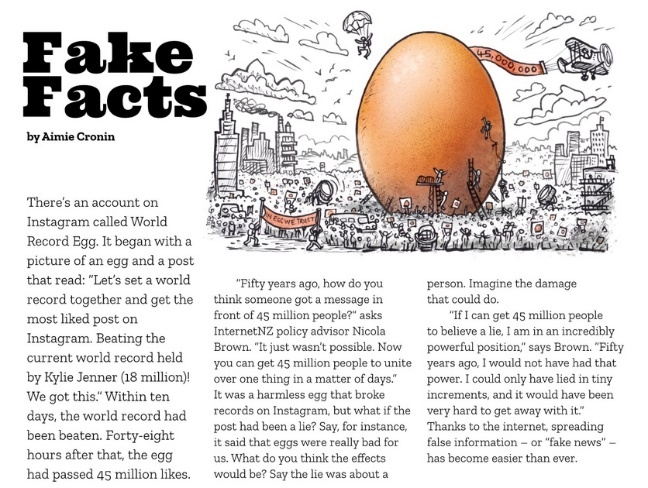 Fake
Facts
by Aimie Cronin
45,000,000
IN EGG WE TRUST
There's an account on
Instagram called World
Record Egg. It began with a
picture of an egg and a post
that read: “Let's set a world
record together and get the
most liked post on
Instagram. Beating the
current world record held
by Kylie Jenner (18 million)!
We got this.” Within ten
days, the world record had
been beaten. Forty-eight
hours after that, the egg
had passed 45 million likes.
“Fifty years ago, how do you
think someone got a message in
front of 45 million people?” asks
InternetNZ policy advisor Nicola
Brown. “It just wasn't possible. Now
you can get 45 million people to unite
over one thing in a matter of days.”
It was a harmless egg that broke
records on Instagram, but what if the
post had been a lie? Say, for instance,
it said that eggs were really bad for
us. What do you think the effects
would be? Say the lie was about a
person. Imagine the damage
that could do.
“If I can get 45 million people
to believe a lie, I am in an incredibly
powerful position,” says Brown. “Fifty
years ago, I would not have had that
power. I could only have lied in tiny
increments, and it would have been
very hard to get away with it.”
Thanks to the internet, spreading
false information – or “fake news” –
has become easier than ever.